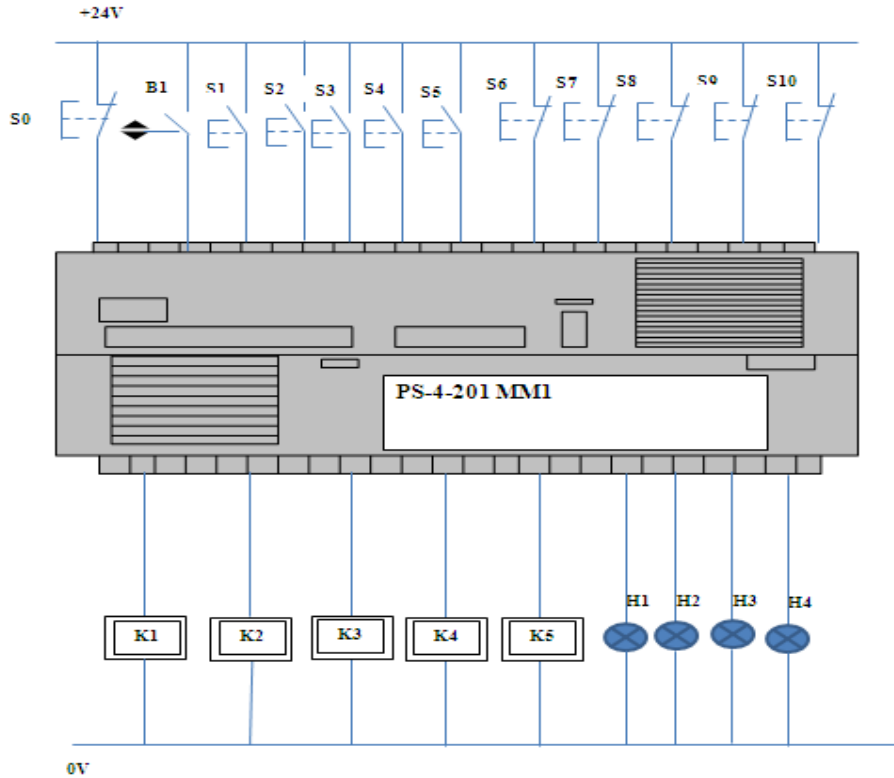 +24V
S0 B1 S1 S2 S3 S4 S5 S6 S7 S8 S9 S10
PS-4-201 MM1
K1 K2 K3 K4 K5 H1 H2 H3 H4
0V